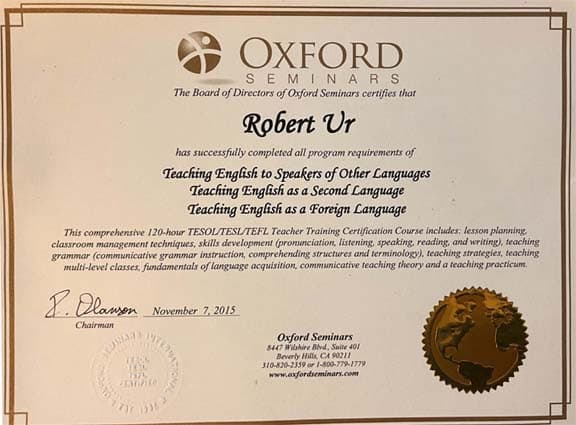 OXFORD
SEMINARS
The Board of Directors of Oxford Seminars certifies that
Robert Ur
has successfully completed all program requirements of
Teaching English to Speakers of Other Languages
Teaching English as a Second Language
Teaching English as a Foreign Language
This comprehensive 120-hour TESOL/TESL/TEFL Teacher Training Certification Course includes: lesson planning,
classroom management techniques, skills development (pronunciation, listening, speaking, reading, and writing), teaching
grammar (communicative grammar instruction, comprehending structures and terminology), teaching strategies, teaching
multi-level classes, fundamentals of language acquisition, communicative teaching theory and a teaching practicum.
November 7, 2015
Chairman
TESOL
TESL
TEFL
CERTIFIED
Oxford Seminars
8447 Wilshire Blvd., Suite 401
Beverly Hills, CA 90211
310-820-2359 or 1-800-779-1779
www.oxfordseminars.com